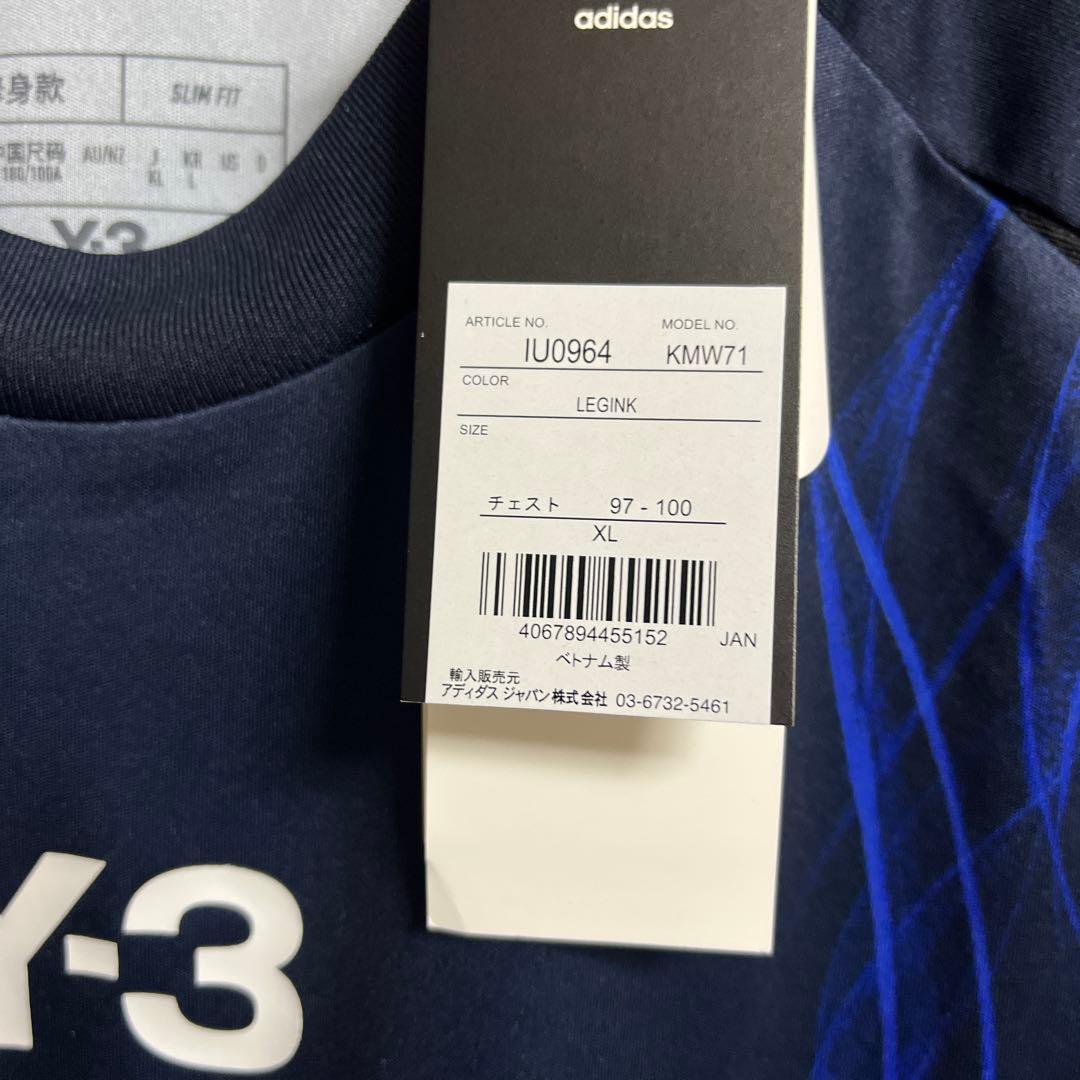 adidas
身款
SLIM FIT
中国尺码 AU/NZ J KR US D
180/100A XL L
Y-3
ARTICLE NO. MODEL NO.
IU0964 KMW71
COLOR
LEGINK
SIZE
チェスト 97 - 100
XL
4067894455152 JAN
ベトナム製
輸入販売元
アディダス ジャパン株式会社 03-6732-5461
Y-3